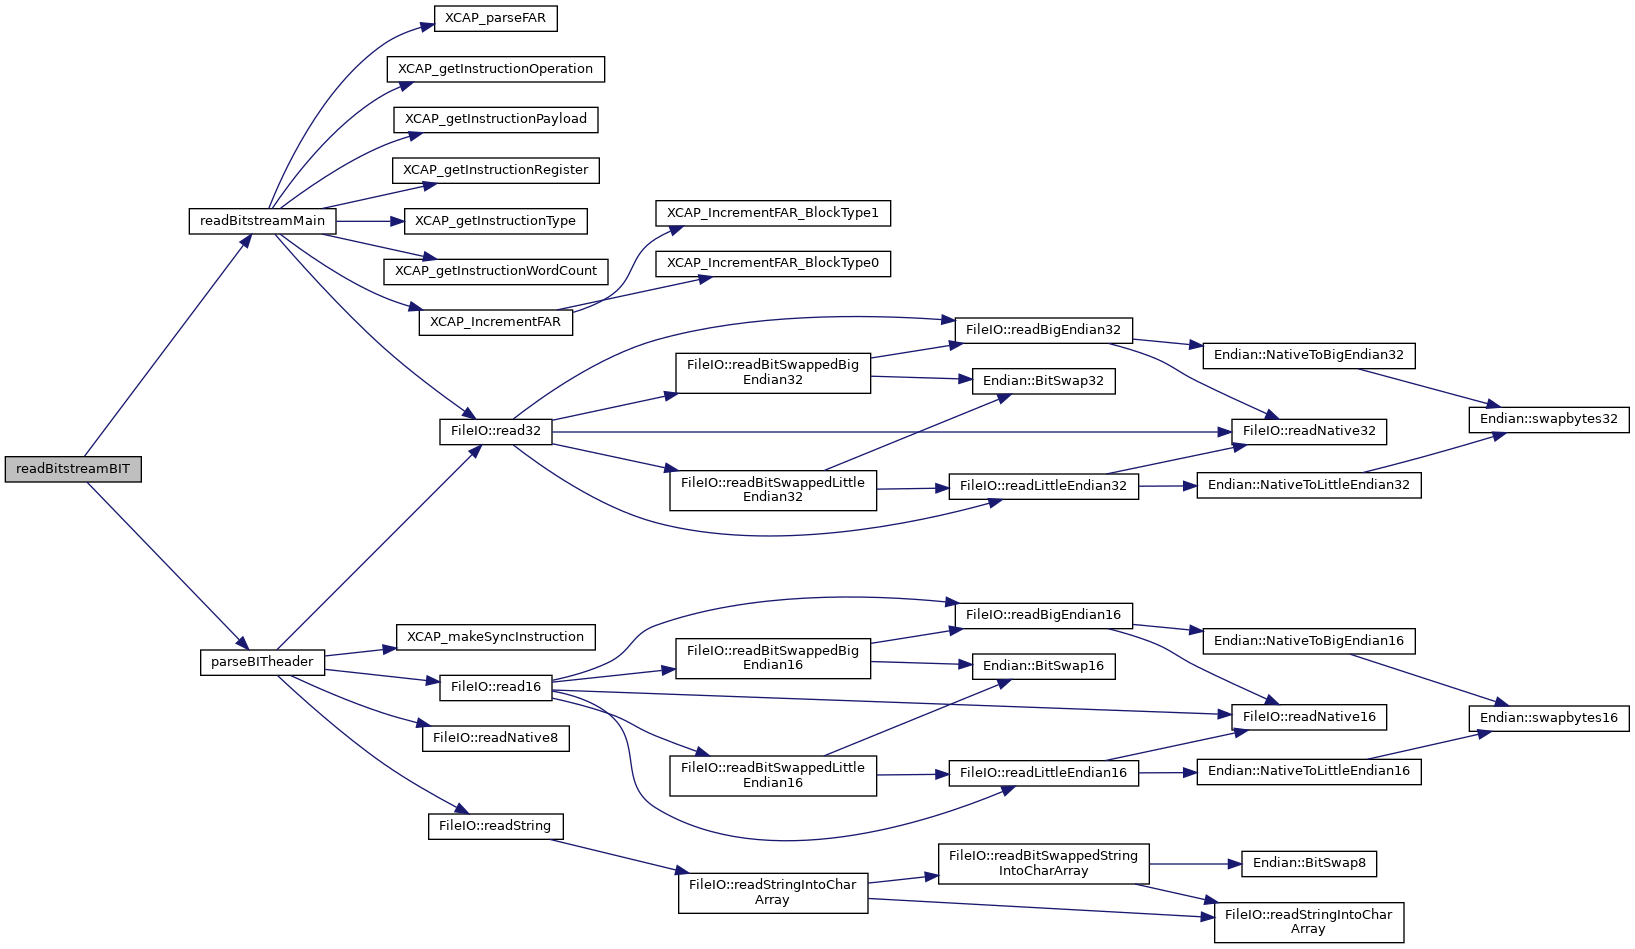 XCAP_parseFAR
XCAP_getInstructionOperation
XCAP_getInstructionPayload
XCAP_getInstructionRegister
readBitstreamMain
XCAP_getInstructionType
XCAP_IncrementFAR_BlockType1
XCAP_getInstructionWordCount
XCAP_IncrementFAR_BlockType0
XCAP_IncrementFAR
FileIO::readBigEndian32
Endian::NativeToBigEndian32
FileIO::readBitSwappedBig
Endian32
Endian::BitSwap32
FileIO::read32
FileIO::readNative32
Endian::swapbytes32
readBitstreamBIT
FileIO::readBitSwappedLittle
Endian32
FileIO::readLittleEndian32
Endian::NativeToLittleEndian32
FileIO::readBigEndian16
XCAP_makeSyncInstruction
Endian::NativeToBigEndian16
parseBITheader
FileIO::readBitSwappedBig
Endian16
Endian::BitSwap16
FileIO::read16
FileIO::readNative16
Endian::swapbytes16
FileIO::readNative8
FileIO::readBitSwappedLittle
Endian16
FileIO::readLittleEndian16
Endian::NativeToLittleEndian16
FileIO::readString
FileIO::readBitSwappedString
IntoCharArray
Endian::BitSwap8
FileIO::readStringIntoChar
Array
FileIO::readStringIntoChar
Array